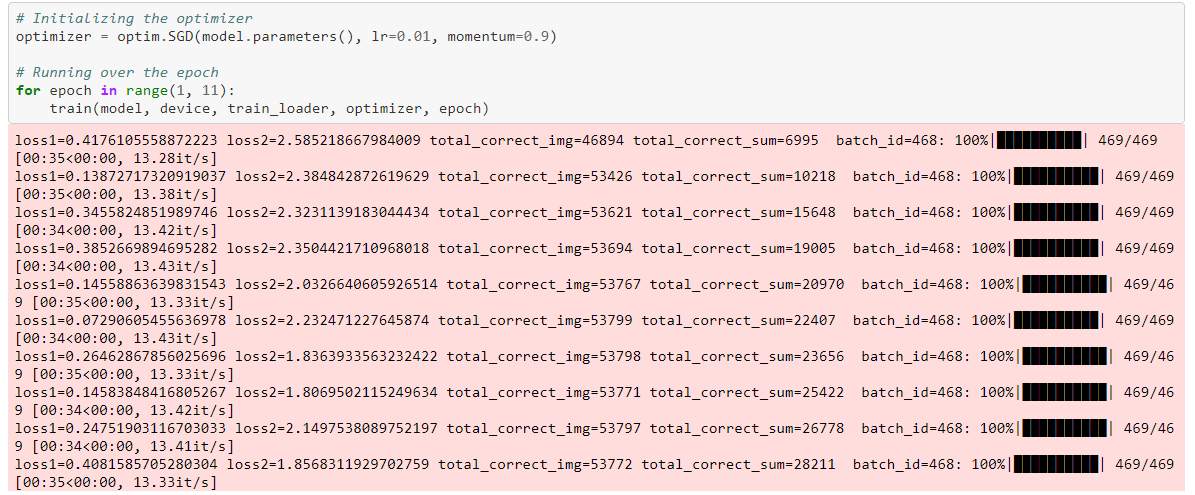 # Initializing the optimizer
optimizer = optim.SGD(model.parameters(), lr=0.01, momentum=0.9)
# Running over the epoch
for epoch in range(1, 11):
    train(model, device, train_loader, optimizer, epoch)
loss1=0.4176105558872223 loss2=2.585218667984009 total_correct_img=46894 total_correct_sum=6995  batch_id=468: 100%|██████████| 469/469
[00:35<00:00, 13.28it/s]
loss1=0.13872717320919037 loss2=2.384842872619629 total_correct_img=53426 total_correct_sum=10218  batch_id=468: 100%|██████████| 469/469
[00:35<00:00, 13.38it/s]
loss1=0.3455824851989746 loss2=2.3231139183044434 total_correct_img=53621 total_correct_sum=15648  batch_id=468: 100%|██████████| 469/469
[00:34<00:00, 13.42it/s]
loss1=0.3852669894695282 loss2=2.3504421710968018 total_correct_img=53694 total_correct_sum=19005  batch_id=468: 100%|██████████| 469/469
[00:34<00:00, 13.43it/s]
loss1=0.14558863639831543 loss2=2.0326640605926514 total_correct_img=53767 total_correct_sum=20970  batch_id=468: 100%|██████████| 469/46
9 [00:35<00:00, 13.33it/s]
loss1=0.07290605455636978 loss2=2.232471227645874 total_correct_img=53799 total_correct_sum=22407  batch_id=468: 100%|██████████| 469/469
[00:34<00:00, 13.43it/s]
loss1=0.26462867856025696 loss2=1.8363933563232422 total_correct_img=53798 total_correct_sum=23656  batch_id=468: 100%|██████████| 469/46
9 [00:35<00:00, 13.33it/s]
loss1=0.14583848416805267 loss2=1.8069502115249634 total_correct_img=53771 total_correct_sum=25422  batch_id=468: 100%|██████████| 469/46
9 [00:34<00:00, 13.42it/s]
loss1=0.24751903116703033 loss2=2.1497538089752197 total_correct_img=53797 total_correct_sum=26778  batch_id=468: 100%|██████████| 469/46
9 [00:34<00:00, 13.41it/s]
loss1=0.4081585705280304 loss2=1.8568311929702759 total_correct_img=53772 total_correct_sum=28211  batch_id=468: 100%|██████████| 469/469
[00:35<00:00, 13.33it/s]